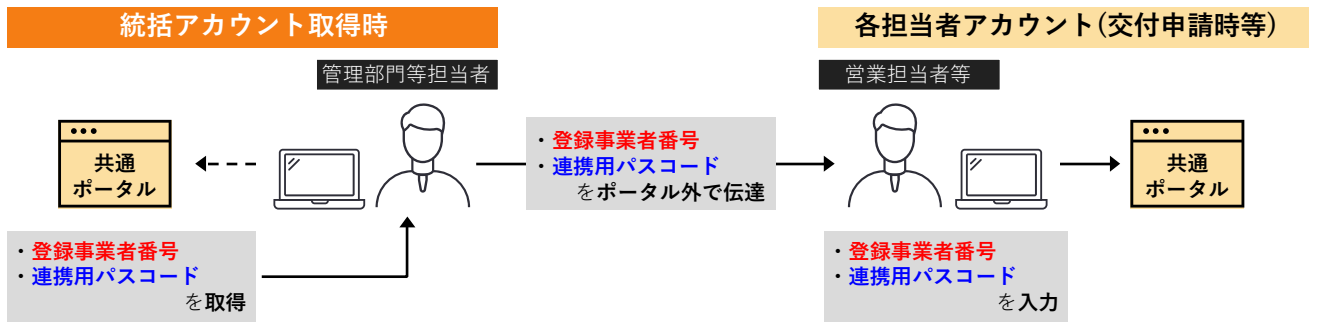 統括アカウント取得時
各担当者アカウント(交付申請時等)
管理部門等担当者
営業担当者等
共通
ポータル
・登録事業者番号
・連携用パスコード
をポータル外で伝達
共通
ポータル
・登録事業者番号
・連携用パスコード
を取得
・登録事業者番号
・連携用パスコード
を入力